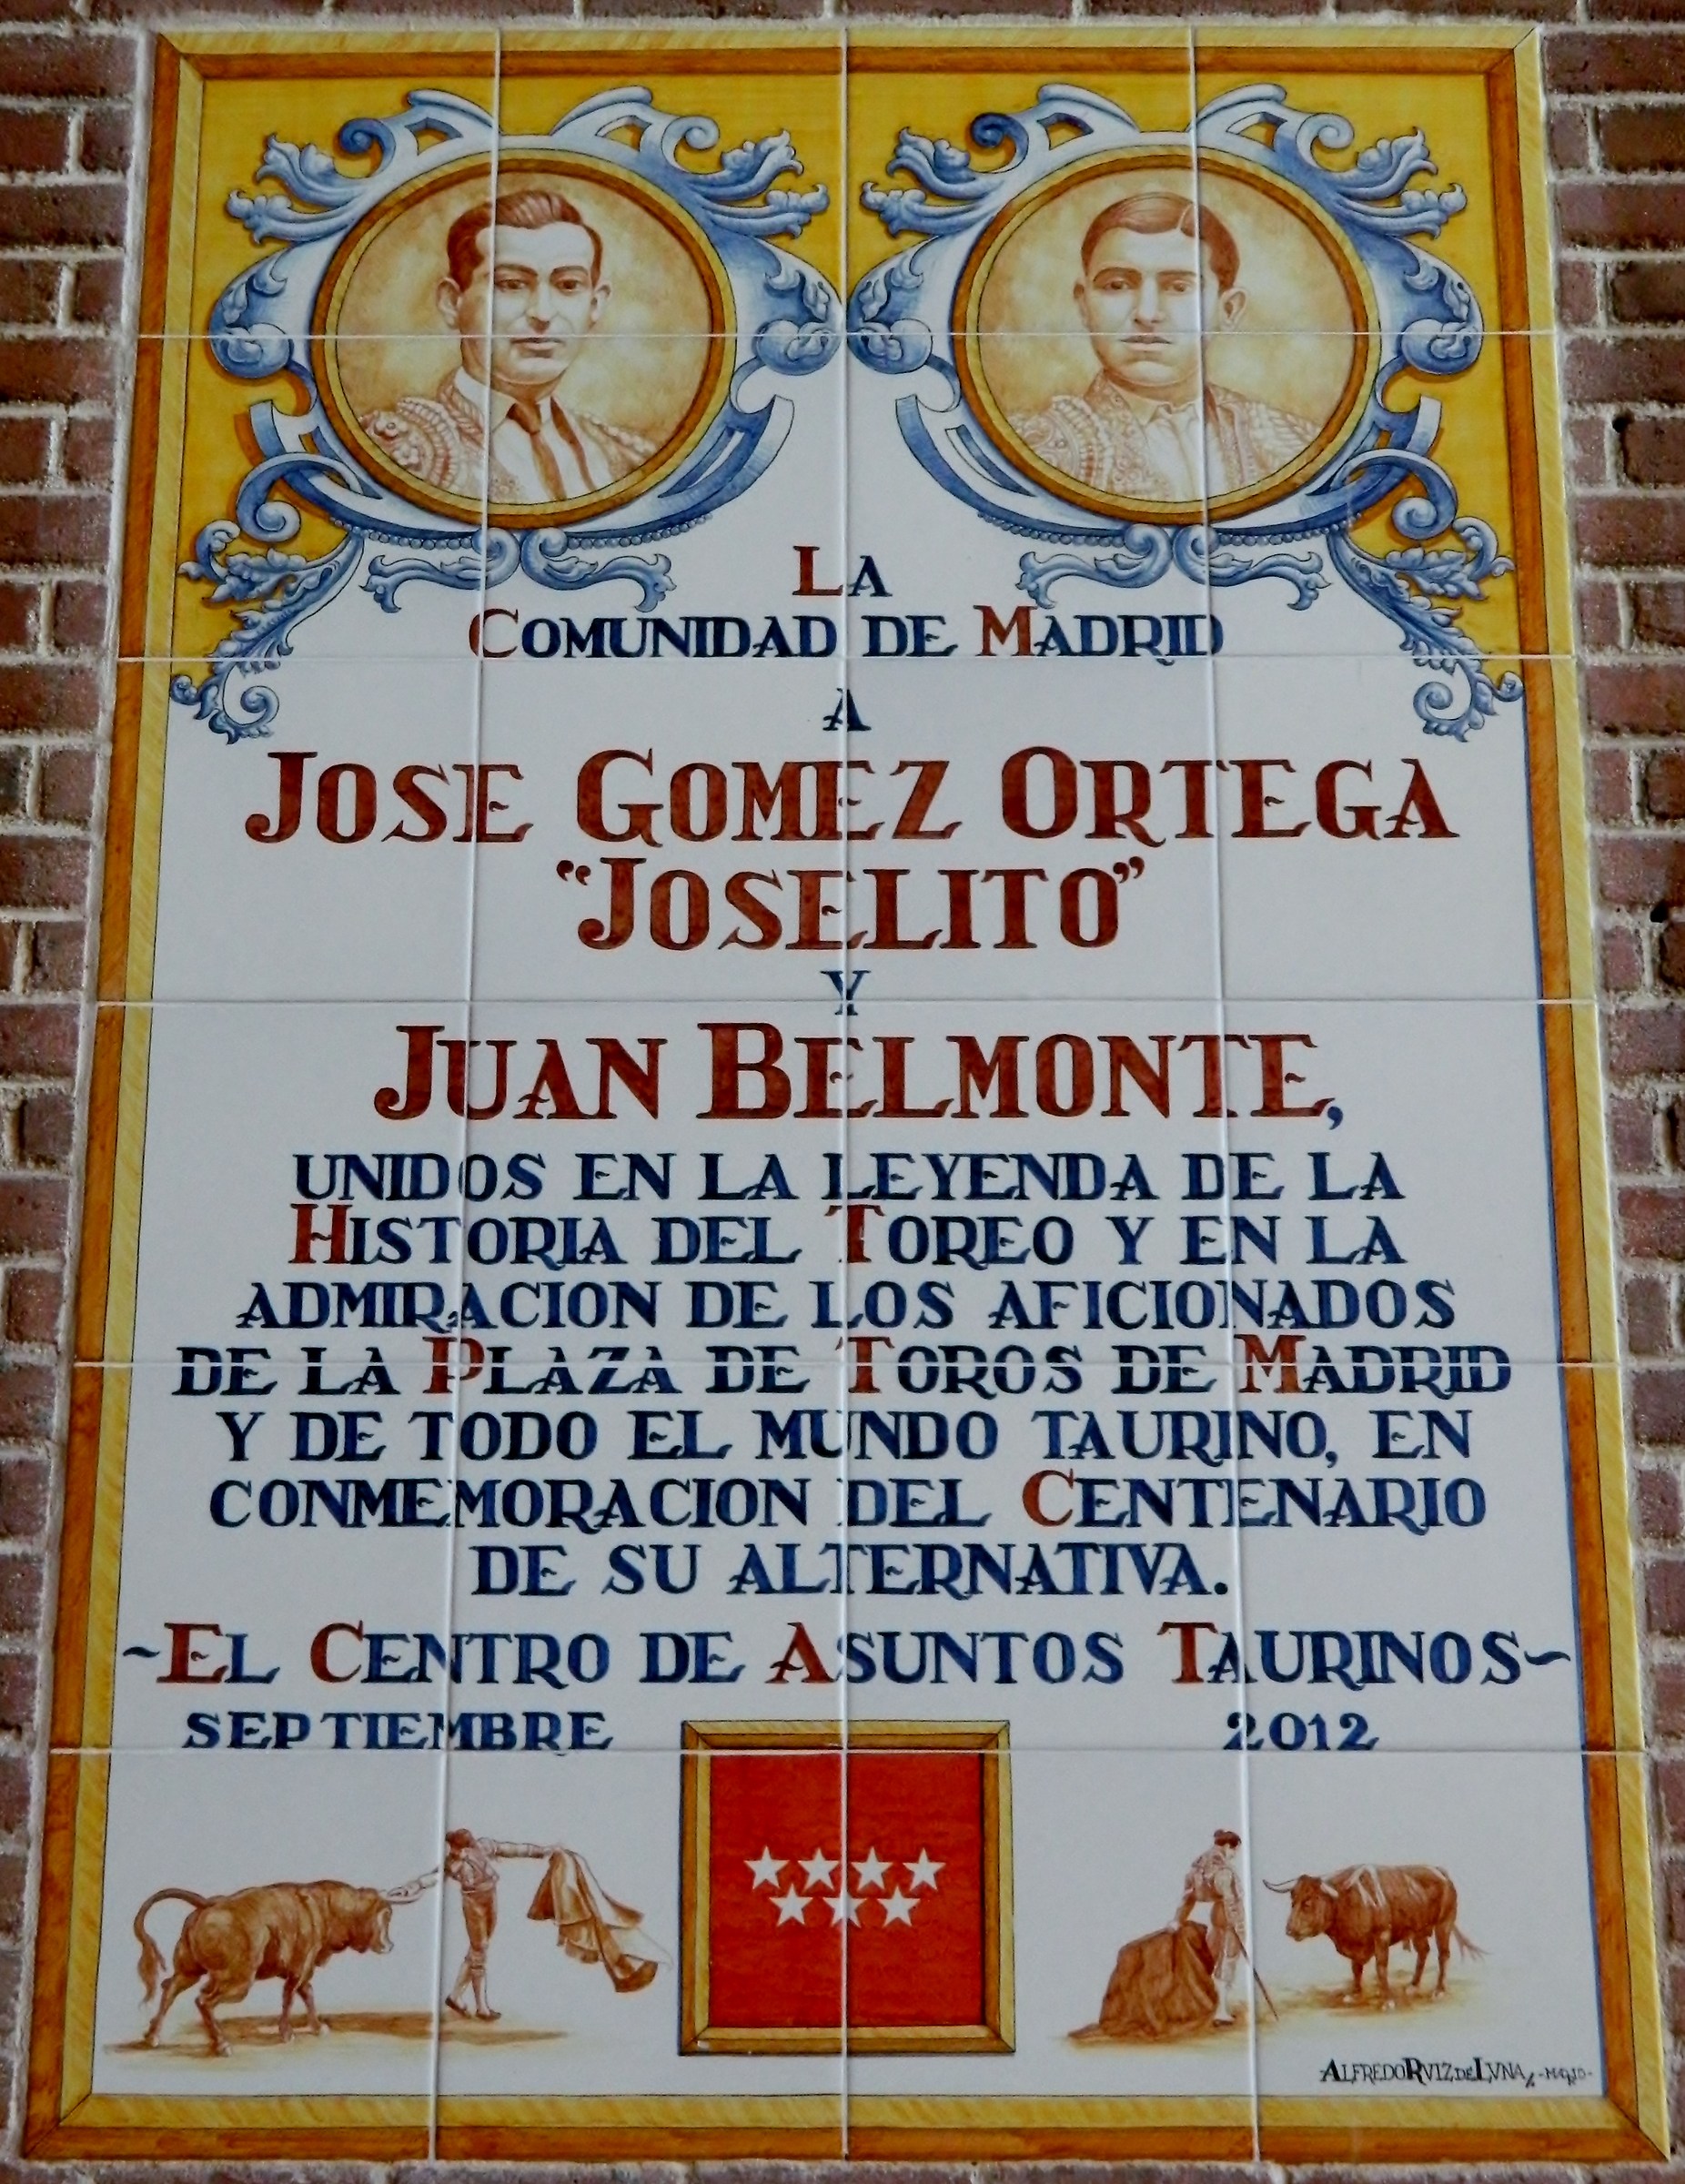 LA
COMUNIDAD DE MADRID
A
JOSE GOMEZ ORTEGA
"JOSELITO"
Y
JUAN BELMONTE,
UNIDOS EN LA LEYENDA DE LA
HISTORIA DEL TOREO Y EN LA
ADMIRACION DE LOS AFICIONADOS
DE LA PLAZA DE TOROS DE MADRID
Y DE TODO EL MUNDO TAURINO, EN
CONMEMORACION DEL CENTENARIO
DE SU ALTERNATIVA.
~EL CENTRO DE ASUNTOS TAURINOS~
SEPTIEMBRE 2012
ALFREDO RVIZ DE LVNA